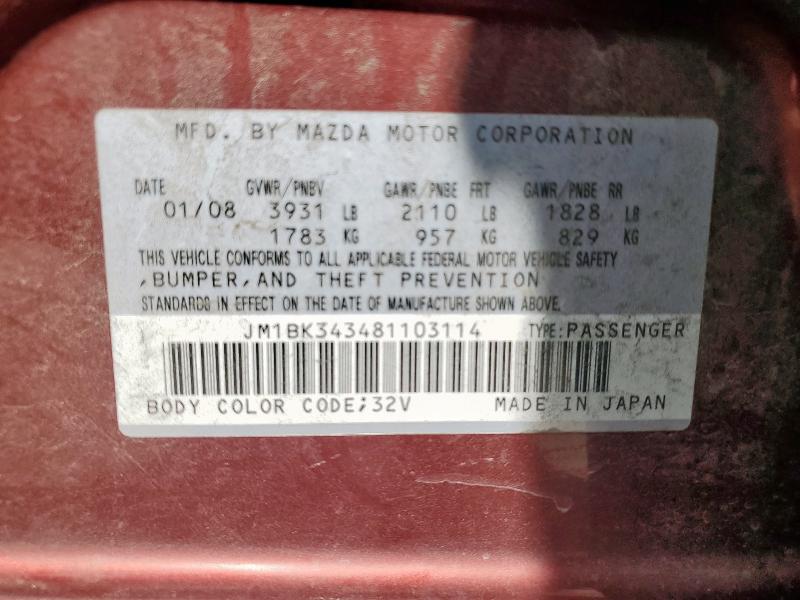 MFD. BY MAZDA MOTOR CORPORATION
DATE GVWR/PNBV GAWR/PNBE FRT GAWR/PNBE RR
01/08 3931 LB 2110 LB 1828 LB
1783 KG 957 KG 829 KG
THIS VEHICLE CONFORMS TO ALL APPLICABLE FEDERAL MOTOR VEHICLE SAFETY
,BUMPER,AND THEFT PREVENTION
STANDARDS IN EFFECT ON THE DATE OF MANUFACTURE SHOWN ABOVE.
JM1BK343481103114 TYPE:PASSENGER
BODY COLOR CODE;32V MADE IN JAPAN